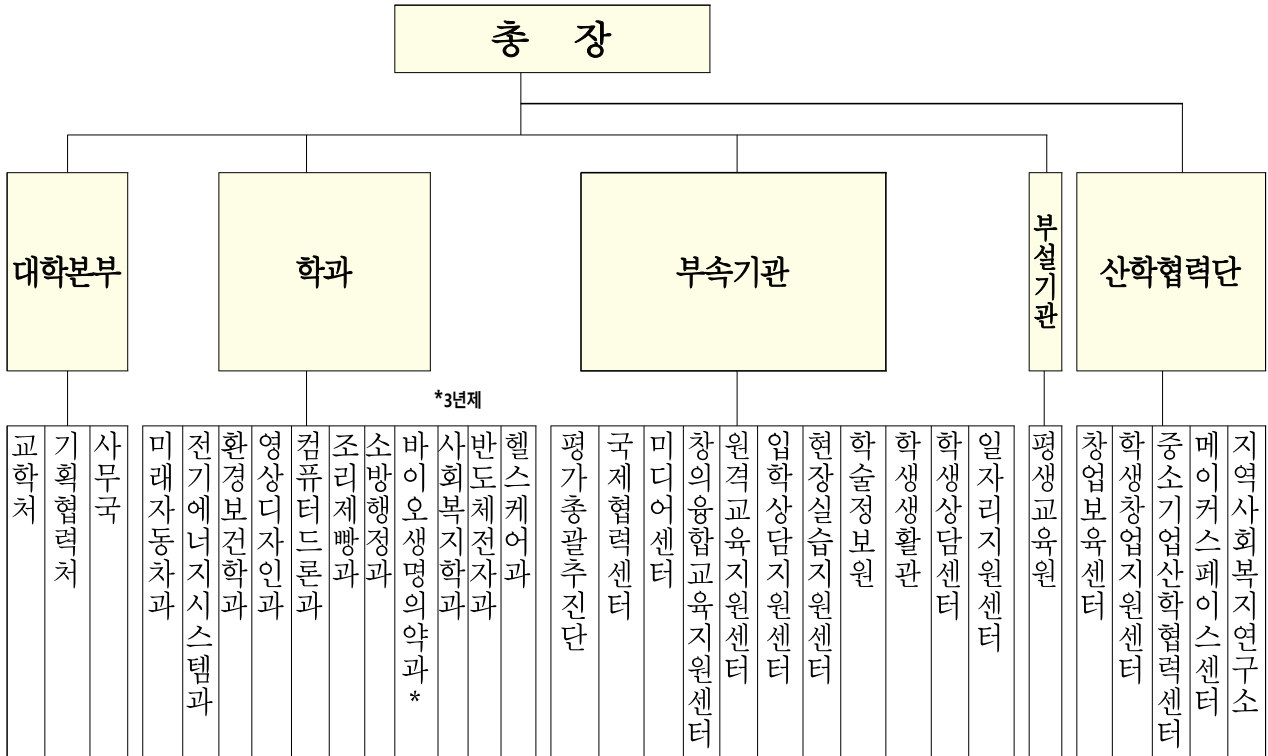 총 장
대학본부
학과
부속기관
부설기관
산학협력단
*3년제
교학처
기획협력처
사무국
미래자동차과
전기에너지시스템과
환경보건학과
영상디자인과
컴퓨터드론과
조리제빵과
소방행정과
바이오생명의약과*
사회복지학과
반도체전자과
헬스케어과
평가총괄추진단
국제협력센터
미디어센터
창의융합교육지원센터
원격교육지원센터
입학상담지원센터
현장실습지원센터
학술정보원
학생생활관
학생상담센터
일자리지원센터
평생교육원
창업보육센터
학생창업지원센터
중소기업산학협력센터
메이커스페이스센터
지역사회복지연구소